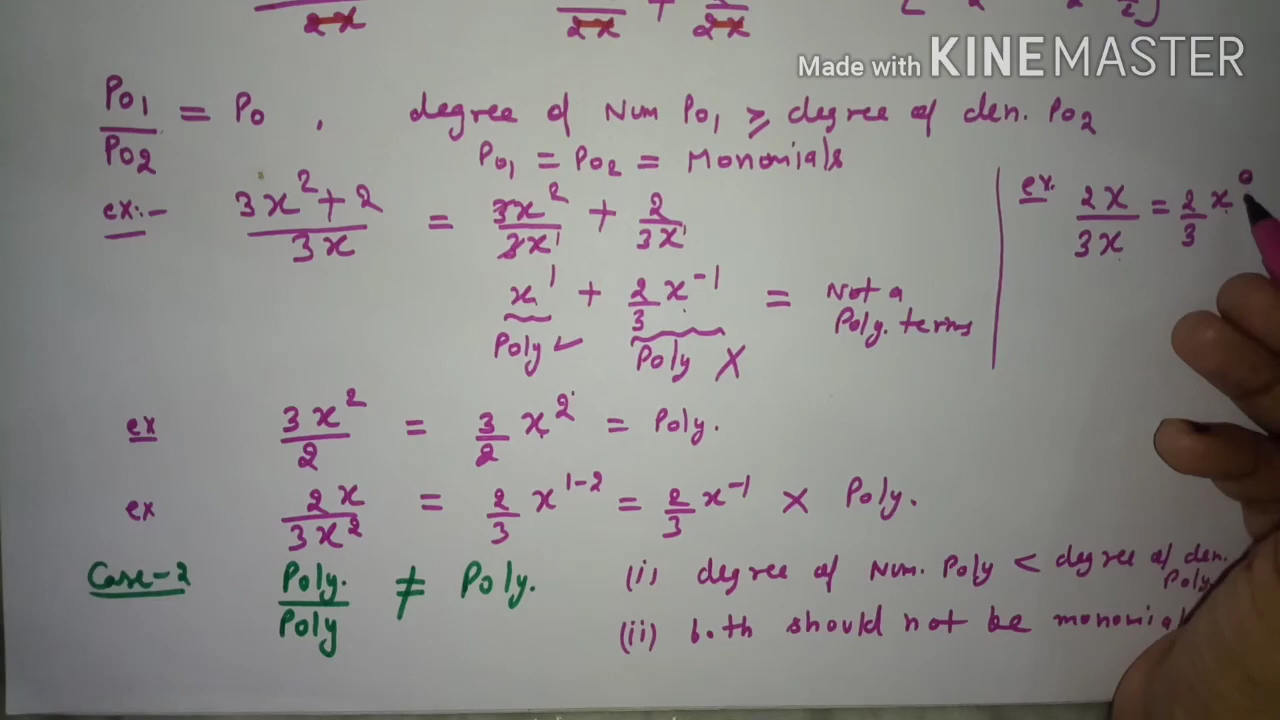 2x 2x + 2x
Made with KINEMASTER
Po₁/Po₂ = Po , degree of Num Po₁ ⩾ degree of den. Po₂
Po₁ = Po₂ = Monomials
ex:- (3x² + 2)/3x = 3x²/3x¹ + 2/3x¹
x¹ + 2/3 x⁻¹ = Not a Poly. terms
Poly ✓ Poly X
ex. 2x/3x = 2/3 x⁰
ex 3x²/2 = 3/2 x² = Poly.
ex 2x/3x² = 2/3 x¹⁻² = 2/3 x⁻¹ × Poly.
Case-2 Poly./Poly ≠ Poly. (i) degree of Num. Poly < degree of den. Poly
(ii) both should not be monomial